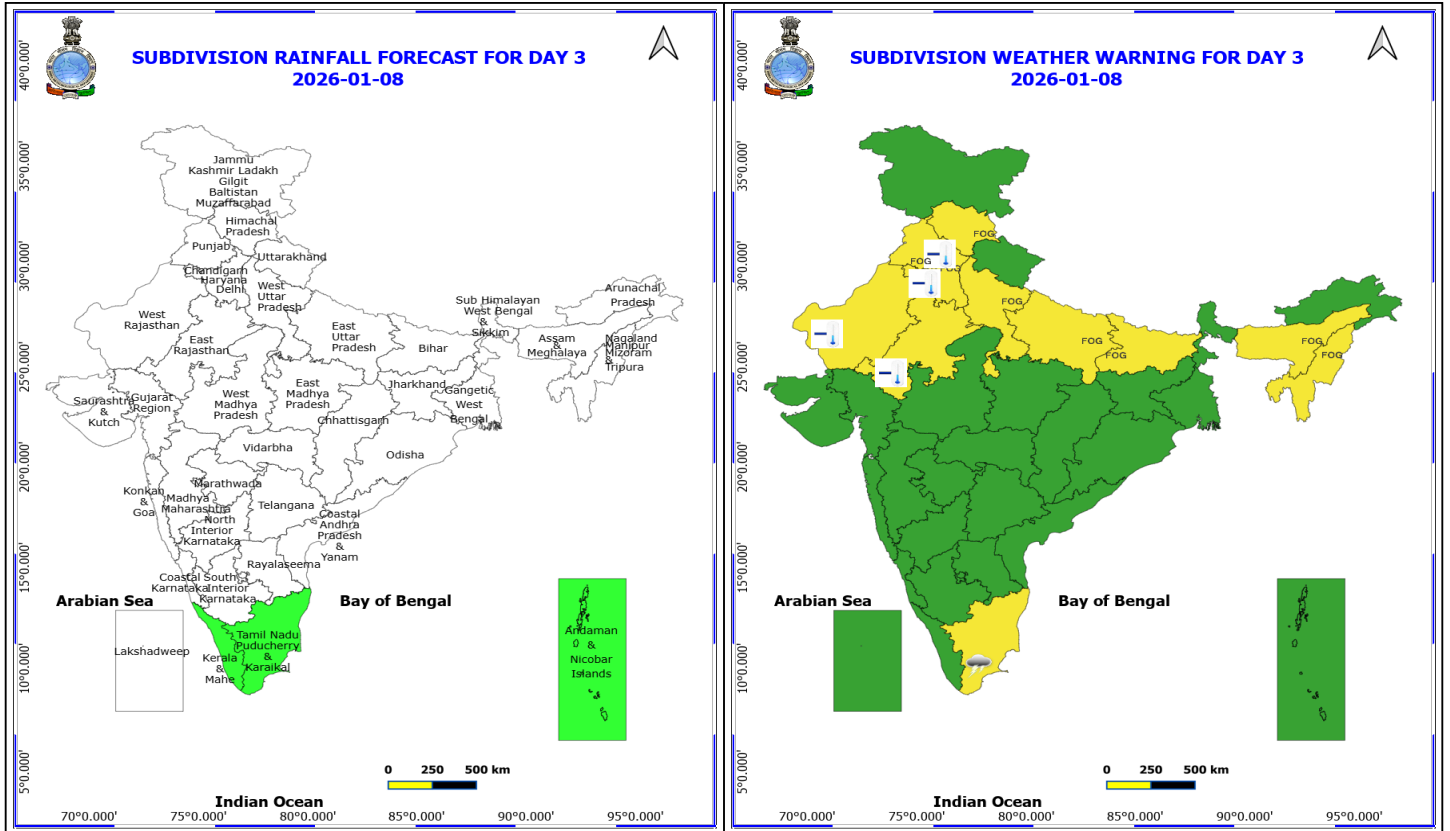 SUBDIVISION RAINFALL FORECAST FOR DAY 3
2026-01-08
40°0.000'
35°0.000'
30°0.000'
25°0.000'
20°0.000'
15°0.000'
10°0.000'
5°0.000'
Jammu
Kashmir Ladakh
Gilgit
Baltistan
Muzaffarabad
Himachal
Pradesh
Punjab
Uttarakhand
Chandigarh
Haryana
Delhi
West
Uttar
Pradesh
West
Rajasthan
East
Rajasthan
East
Uttar
Pradesh
Bihar
Sub Himalayan
West Bengal
&
Sikkim
Arunachal
Pradesh
Assam
&
Meghalaya
Nagaland
Manipur
Mizoram
&
Tripura
Jharkhand
Gangetic
West
Bengal
Saurashtra
&
Kutch
Gujarat
Region
West
Madhya
Pradesh
East
Madhya
Pradesh
Chhattisgarh
Vidarbha
Odisha
Konkan
&
Goa
Madhya
Maharashtra
Marathwada
Telangana
North
Interior
Karnataka
Coastal
Andhra
Pradesh
&
Yanam
Rayalaseema
Coastal
Karnataka
South
Interior
Karnataka
Arabian Sea
Bay of Bengal
Lakshadweep
Kerala
&
Mahe
Tamil Nadu
Puducherry
&
Karaikal
Andaman
&
Nicobar
Islands
0 250 500 km
Indian Ocean
70°0.000' 75°0.000' 80°0.000' 85°0.000' 90°0.000' 95°0.000'
SUBDIVISION WEATHER WARNING FOR DAY 3
2026-01-08
40°0.000'
35°0.000'
30°0.000'
25°0.000'
20°0.000'
15°0.000'
10°0.000'
5°0.000'
FOG
FOG
FOG
FOG
FOG
FOG
FOG
FOG
Arabian Sea
Bay of Bengal
0 250 500 km
Indian Ocean
70°0.000' 75°0.000' 80°0.000' 85°0.000' 90°0.000' 95°0.000'